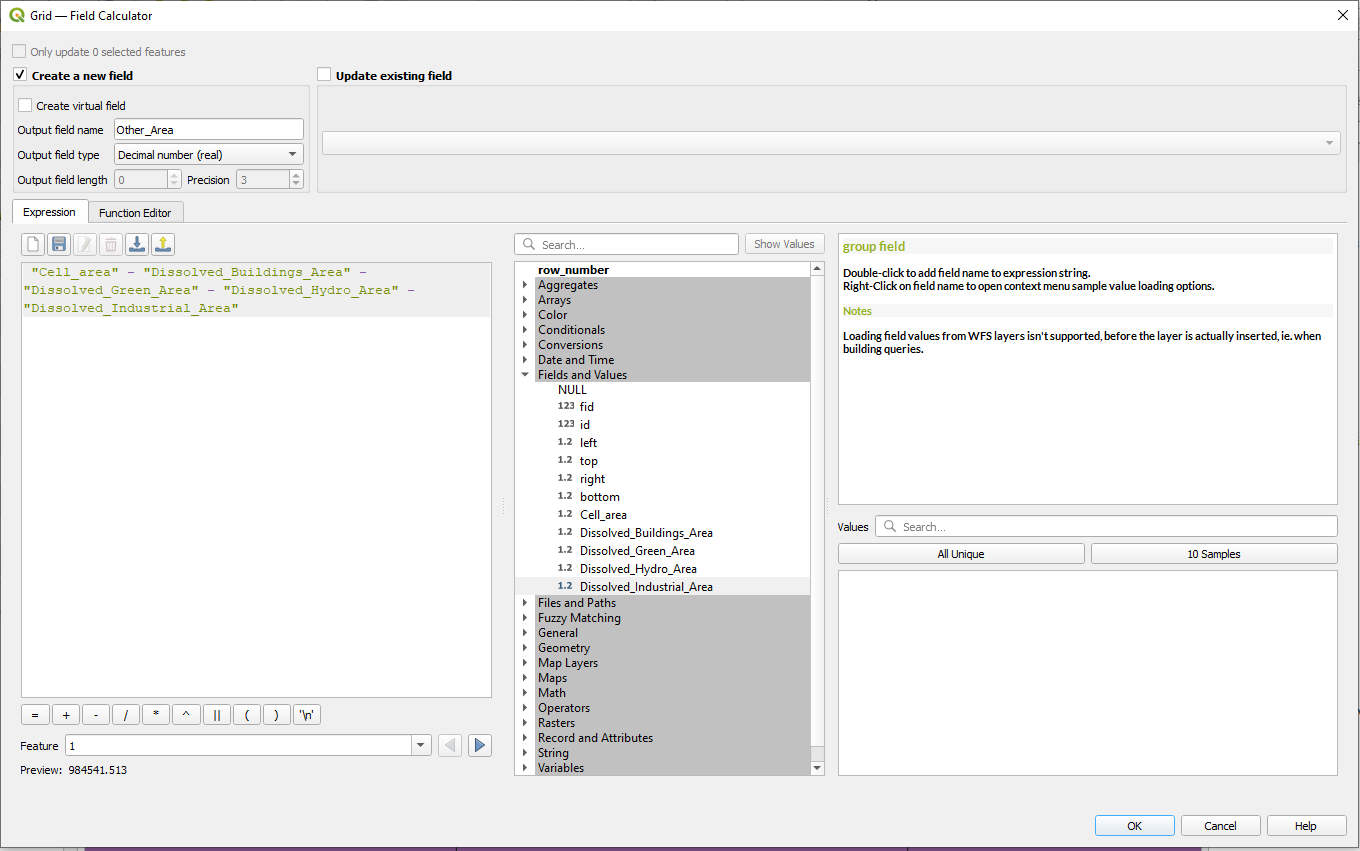 Grid — Field Calculator
Only update 0 selected features
Create a new field
Update existing field
Create virtual field
Output field name Other_Area
Output field type Decimal number (real)
Output field length 0 Precision 3
Expression Function Editor
"Cell_area" - "Dissolved_Buildings_Area" -
"Dissolved_Green_Area" - "Dissolved_Hydro_Area" -
"Dissolved_Industrial_Area"
= + - / * ^ || ( ) '\n'
Feature 1
Preview: 984541.513
Search... Show Values
row_number
Aggregates
Arrays
Color
Conditionals
Conversions
Date and Time
Fields and Values
NULL
123 fid
123 id
1.2 left
1.2 top
1.2 right
1.2 bottom
1.2 Cell_area
1.2 Dissolved_Buildings_Area
1.2 Dissolved_Green_Area
1.2 Dissolved_Hydro_Area
1.2 Dissolved_Industrial_Area
Files and Paths
Fuzzy Matching
General
Geometry
Map Layers
Maps
Math
Operators
Rasters
Record and Attributes
String
Variables
group field
Double-click to add field name to expression string.
Right-Click on field name to open context menu sample value loading options.
Notes
Loading field values from WFS layers isn't supported, before the layer is actually inserted, ie. when
building queries.
Values Search...
All Unique 10 Samples
OK Cancel Help